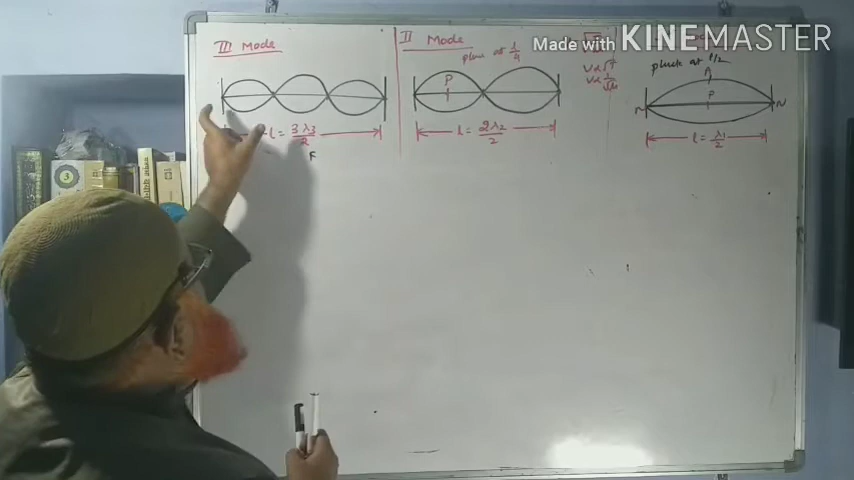 III Mode
l = 3λ3/2
F
II Mode
pluck at l/4
P
l = 2λ2/2
Made with KINEMASTER
V∝√T
pluck at l/2
A
P
N
N
l = λ1/2